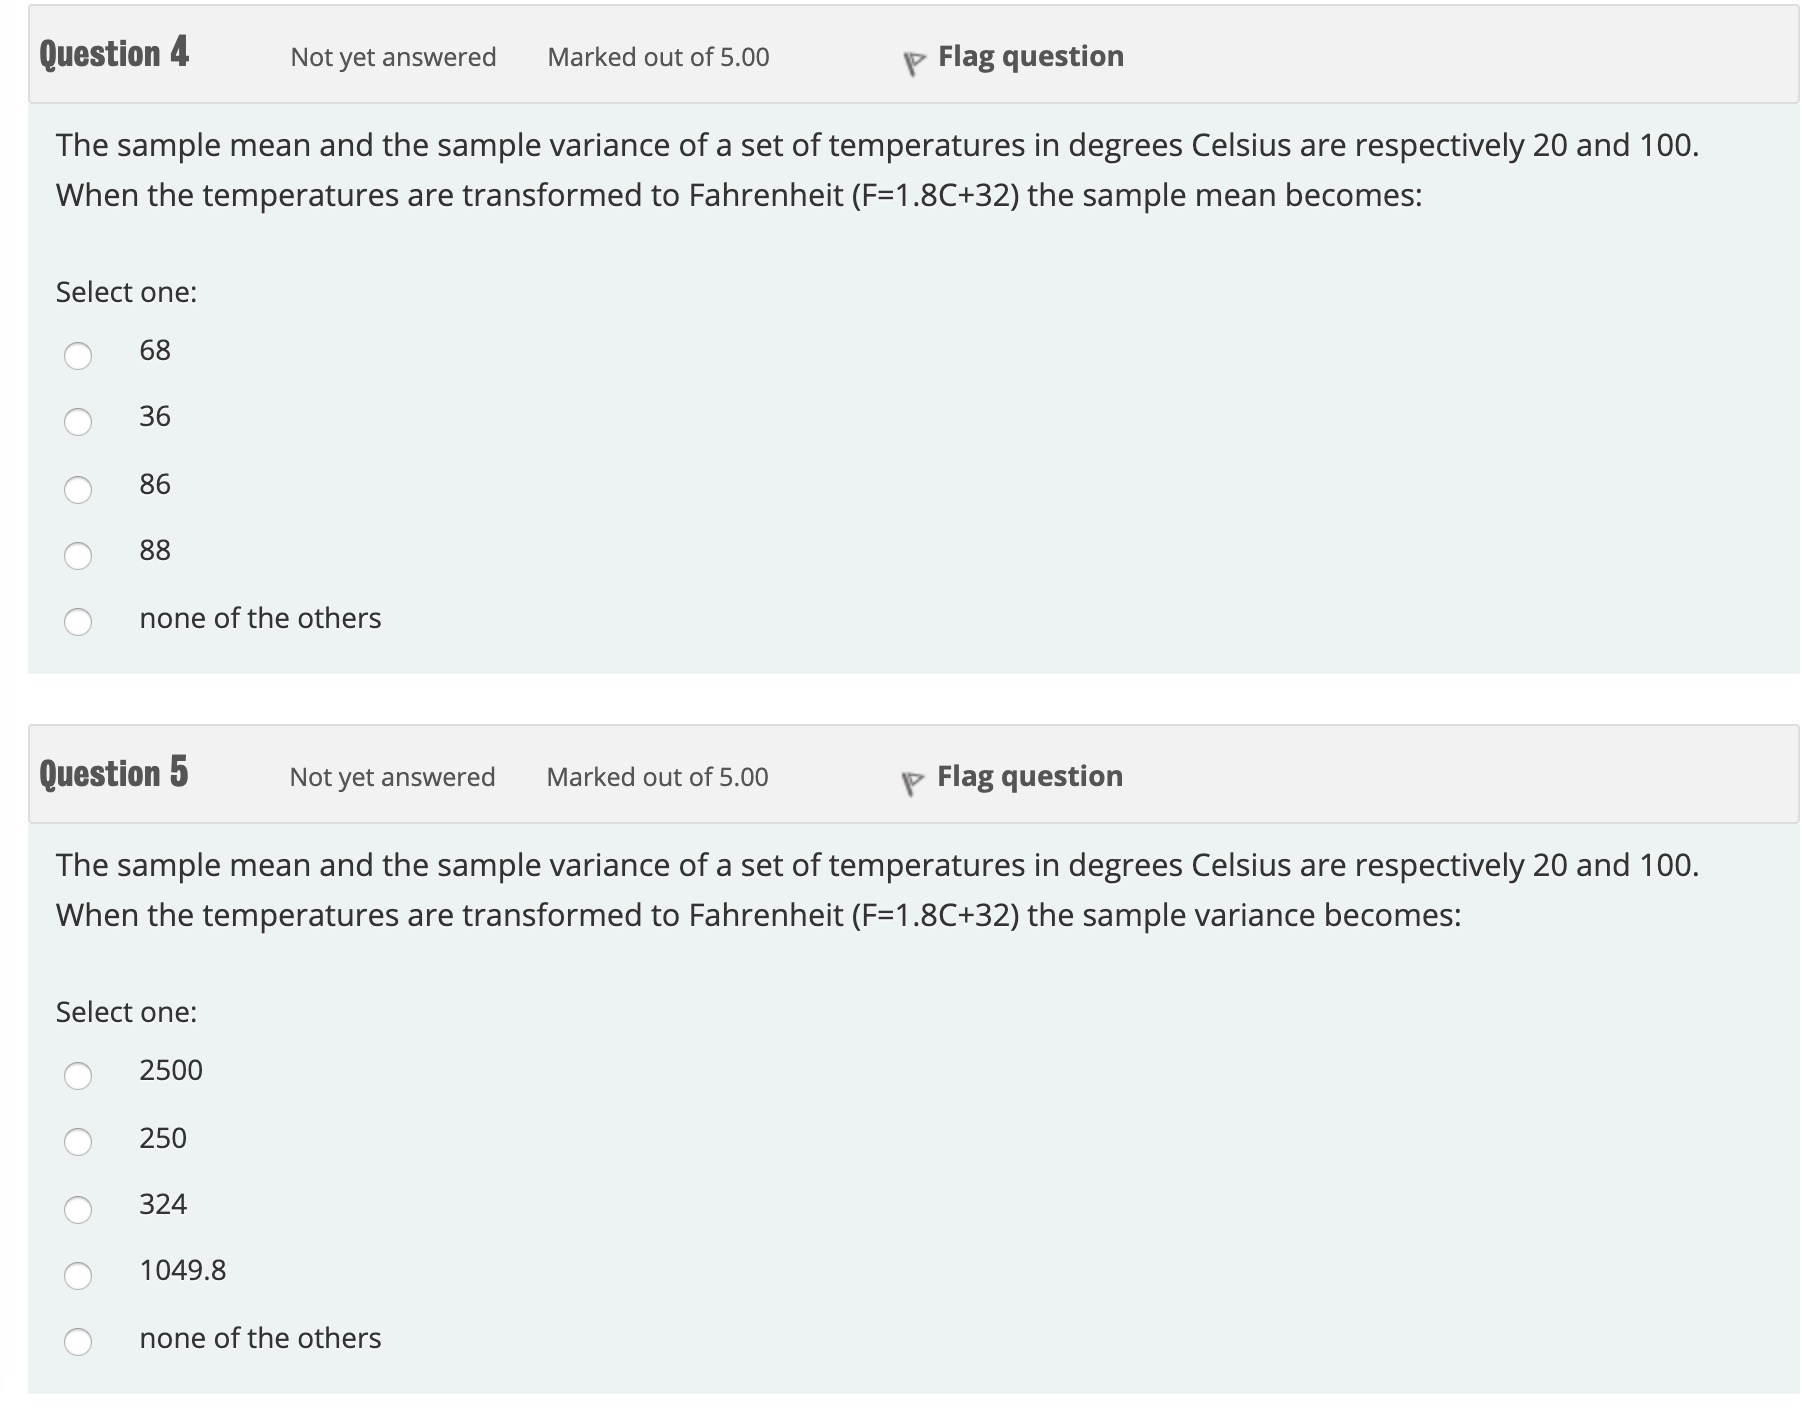 Question 4 Not yet answered Marked out of 5.00 Flag question
The sample mean and the sample variance of a set of temperatures in degrees Celsius are respectively 20 and 100.
When the temperatures are transformed to Fahrenheit (F=1.8C+32) the sample mean becomes:
Select one:
68
36
86
88
none of the others
Question 5 Not yet answered Marked out of 5.00 Flag question
The sample mean and the sample variance of a set of temperatures in degrees Celsius are respectively 20 and 100.
When the temperatures are transformed to Fahrenheit (F=1.8C+32) the sample variance becomes:
Select one:
2500
250
324
1049.8
none of the others